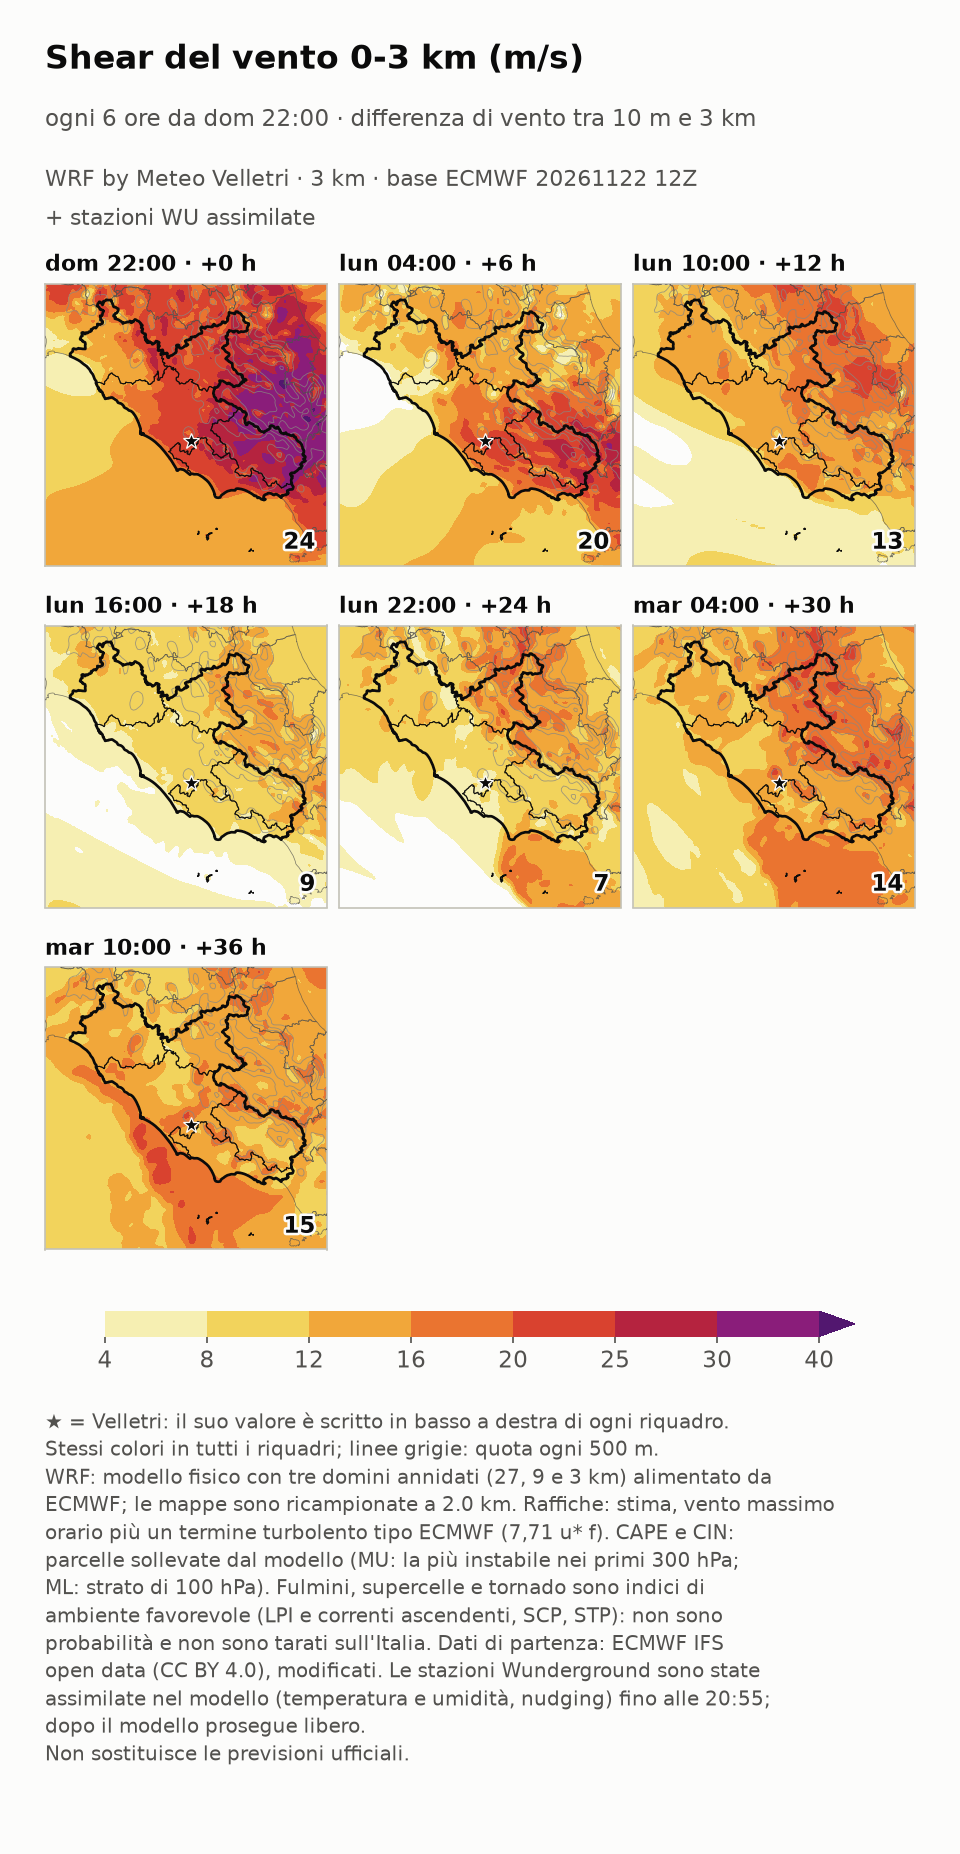 Shear del vento 0-3 km (m/s)
ogni 6 ore da dom 22:00 · differenza di vento tra 10 m e 3 km
WRF by Meteo Velletri · 3 km · base ECMWF 20261122 12Z
+ stazioni WU assimilate
dom 22:00 · +0 h
lun 04:00 · +6 h
lun 10:00 · +12 h
24
20
13
lun 16:00 · +18 h
lun 22:00 · +24 h
mar 04:00 · +30 h
9
7
14
mar 10:00 · +36 h
15
4 8 12 16 20 25 30 40
★ = Velletri: il suo valore è scritto in basso a destra di ogni riquadro.
Stessi colori in tutti i riquadri; linee grigie: quota ogni 500 m.
WRF: modello fisico con tre domini annidati (27, 9 e 3 km) alimentato da
ECMWF; le mappe sono ricampionate a 2.0 km. Raffiche: stima, vento massimo
orario più un termine turbolento tipo ECMWF (7,71 u* f). CAPE e CIN:
parcelle sollevate dal modello (MU: la più instabile nei primi 300 hPa;
ML: strato di 100 hPa). Fulmini, supercelle e tornado sono indici di
ambiente favorevole (LPI e correnti ascendenti, SCP, STP): non sono
probabilità e non sono tarati sull'Italia. Dati di partenza: ECMWF IFS
open data (CC BY 4.0), modificati. Le stazioni Wunderground sono state
assimilate nel modello (temperatura e umidità, nudging) fino alle 20:55;
dopo il modello prosegue libero.
Non sostituisce le previsioni ufficiali.